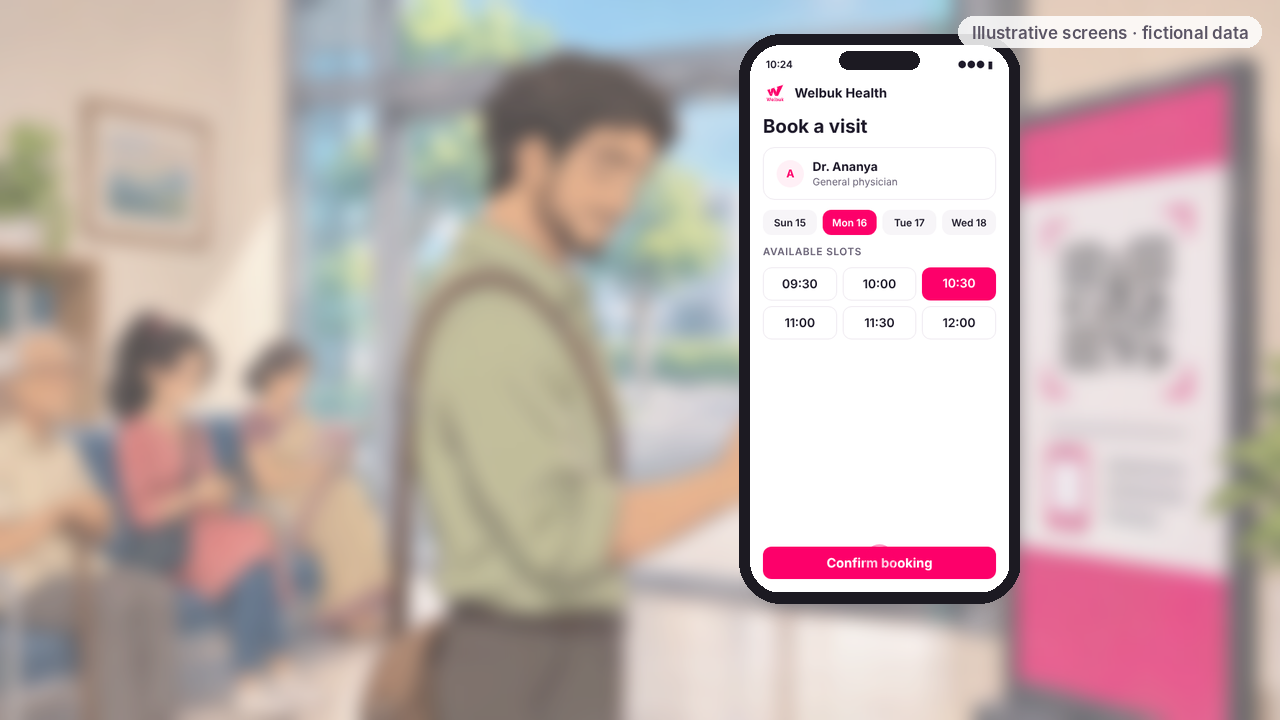 Illustrative screens · fictional data
10:24
Welbuk
Welbuk Health
Book a visit
A
Dr. Ananya
General physician
Sun 15
Mon 16
Tue 17
Wed 18
AVAILABLE SLOTS
09:30
10:00
10:30
11:00
11:30
12:00
Confirm booking